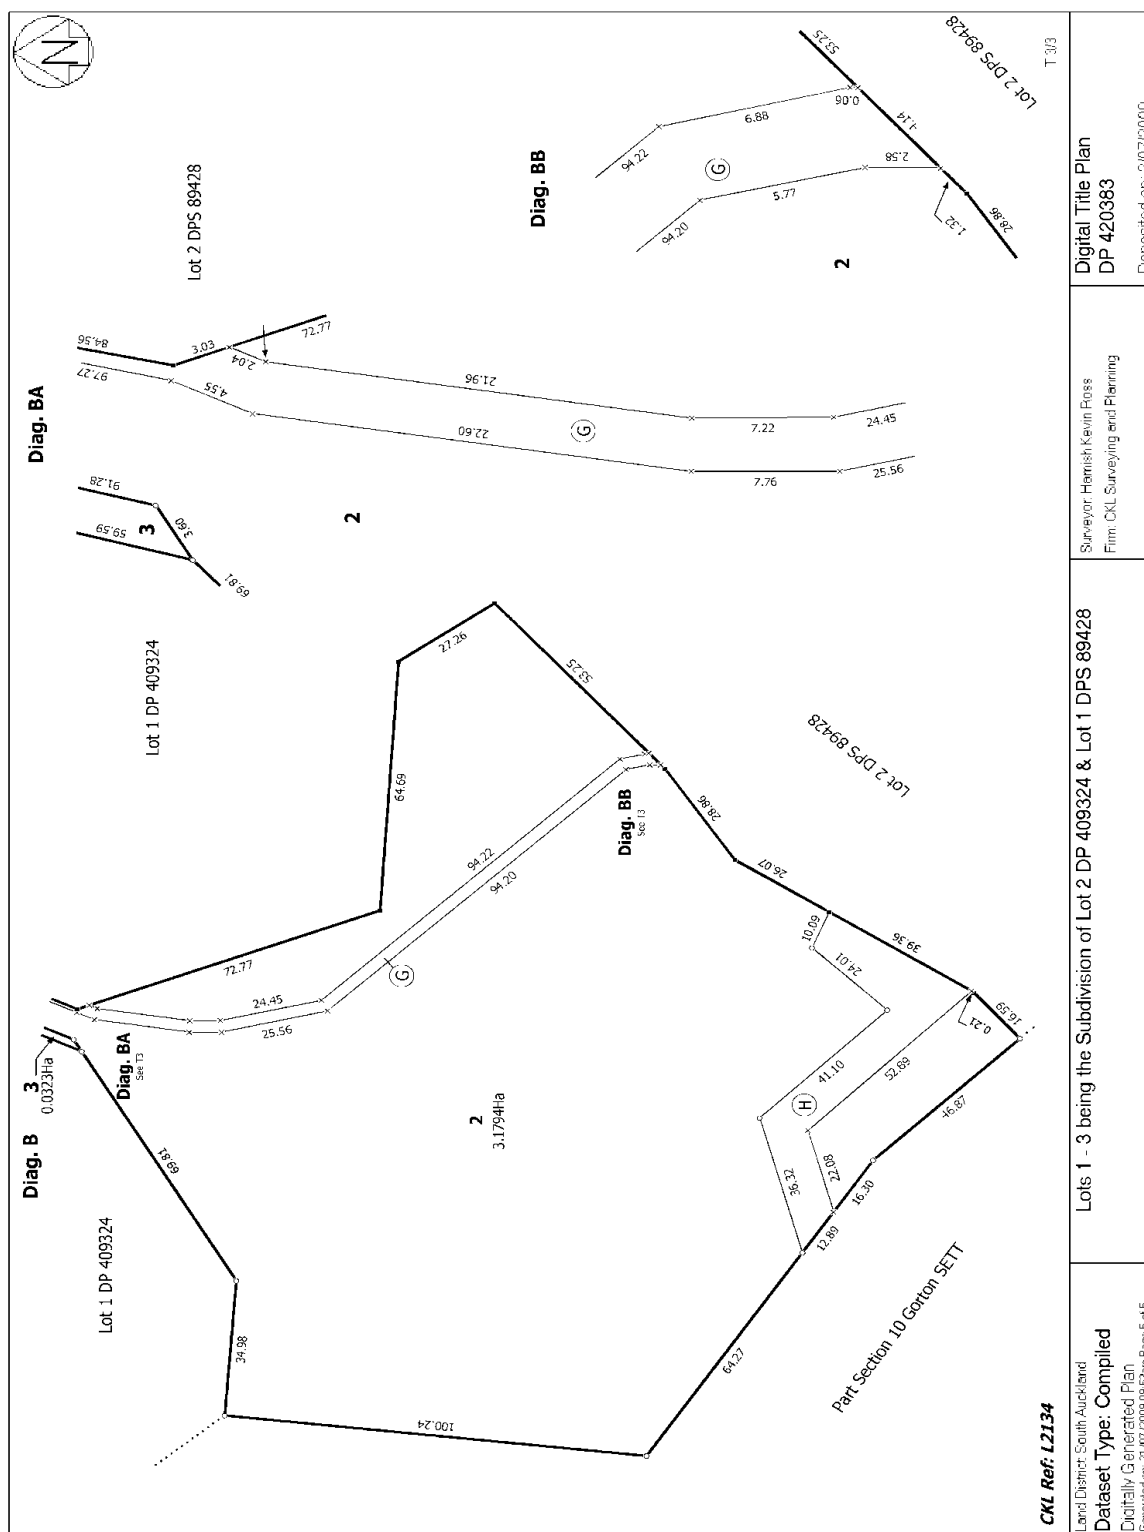 N
Diag. B
3
0.0323Ha
Lot 1 DP 409324
Lot 1 DP 409324
Diag. BA
See T3
69.81
34.98
100.24
64.27
12.89
16.30
46.87
16.59
0.21
39.36
26.07
28.86
53.25
27.26
64.69
72.77
24.45
25.56
94.22
94.20
G
2
3.1794Ha
Diag. BB
See T3
36.32
41.10
24.01
10.09
H
22.08
52.89
Part Section 10 Gorton SETT
Lot 2 DPS 89428
Diag. BA
Lot 2 DPS 89428
91.28
59.59
3
3.60
69.81
2
84.56
97.27
3.03
72.77
2.04
4.55
21.96
22.60
G
7.22
7.76
24.45
25.56
Diag. BB
53.25
0.06
6.88
94.22
G
4.14
2.58
5.77
94.20
1.32
28.86
2
Lot 2 DPS 89428
T 3/3
CKL Ref: L2134
Land District: South Auckland
Dataset Type: Compiled
Digitally Generated Plan
Lots 1 - 3 being the Subdivision of Lot 2 DP 409324 & Lot 1 DPS 89428
Surveyor: Hamish Kevin Ross
Firm: CKL Surveying and Planning
Digital Title Plan
DP 420383